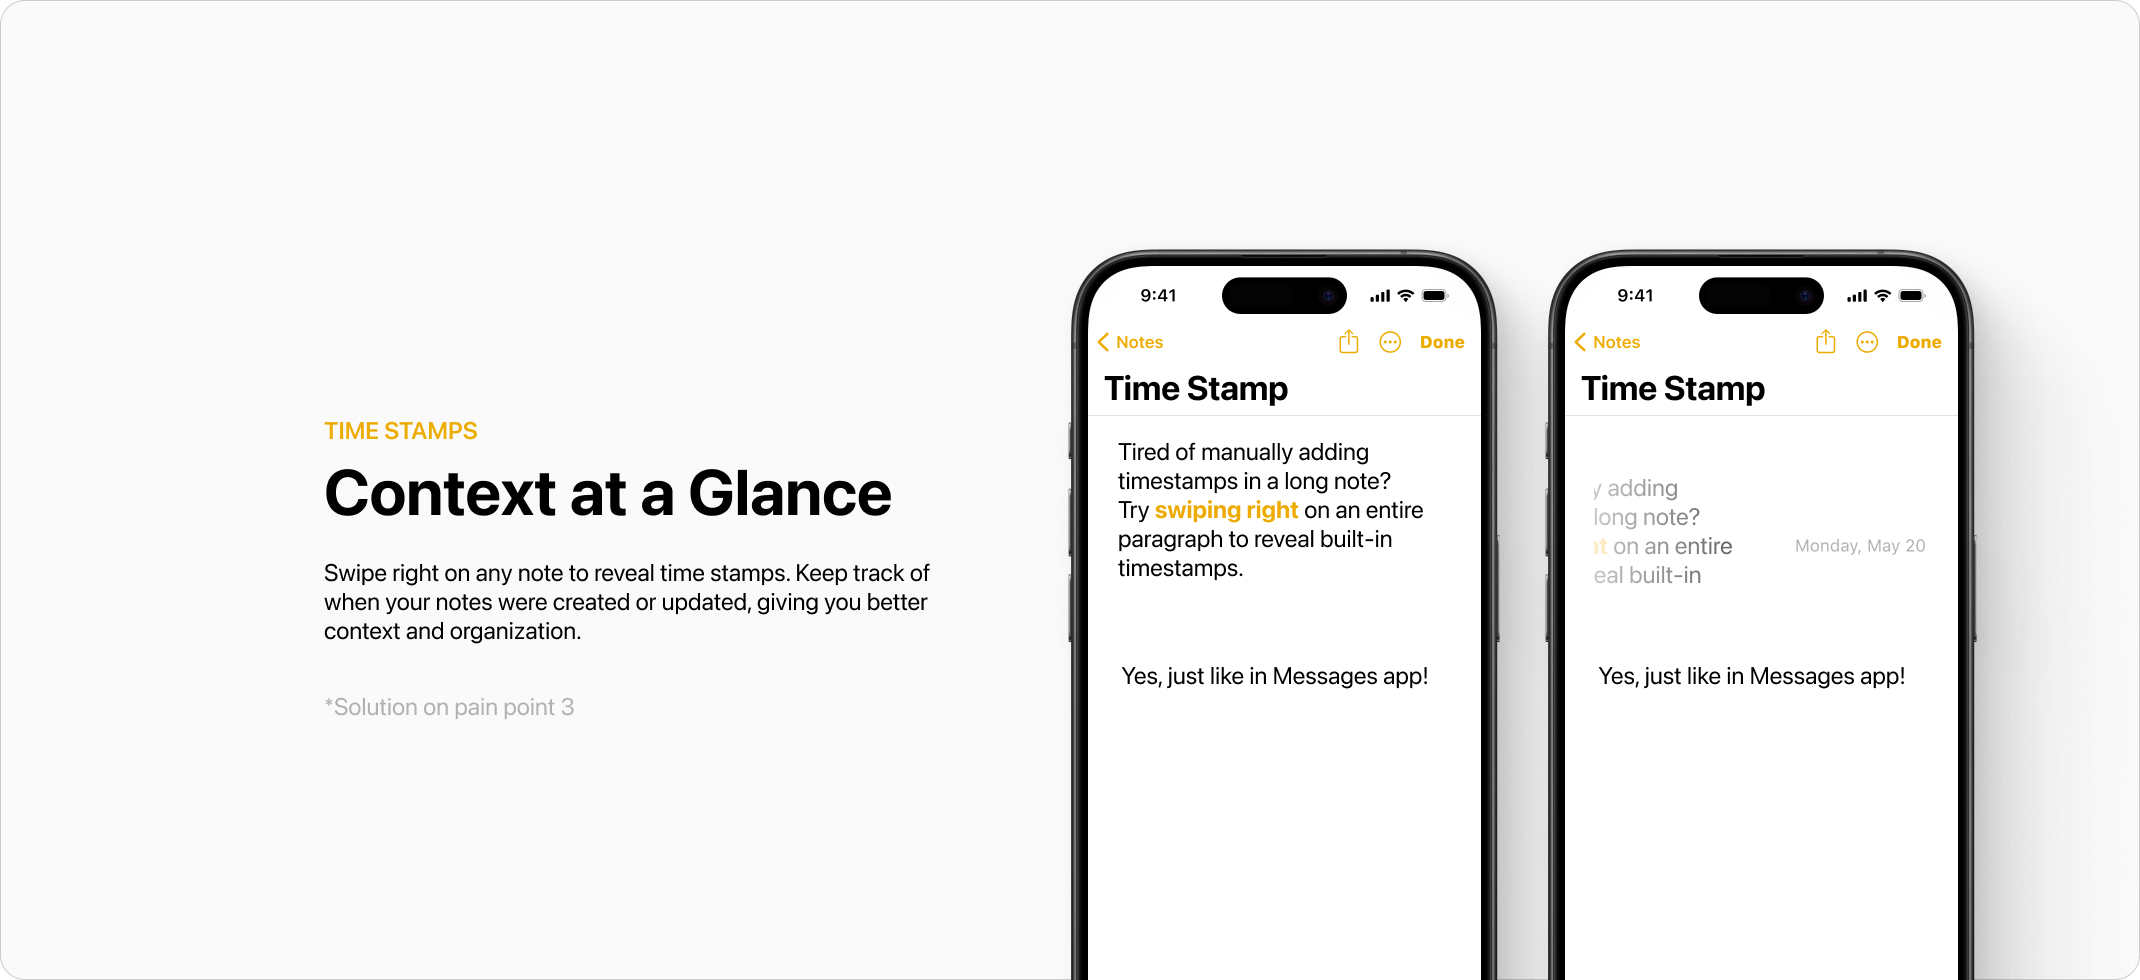 TIME STAMPS
Context at a Glance
Swipe right on any note to reveal time stamps. Keep track of
when your notes were created or updated, giving you better
context and organization.
*Solution on pain point 3
9:41
Notes
Done
Time Stamp
Tired of manually adding
timestamps in a long note?
Try swiping right on an entire
paragraph to reveal built-in
timestamps.
Yes, just like in Messages app!
9:41
Notes
Done
Time Stamp
y adding
long note?
on an entire
Monday, May 20
eal built-in
Yes, just like in Messages app!